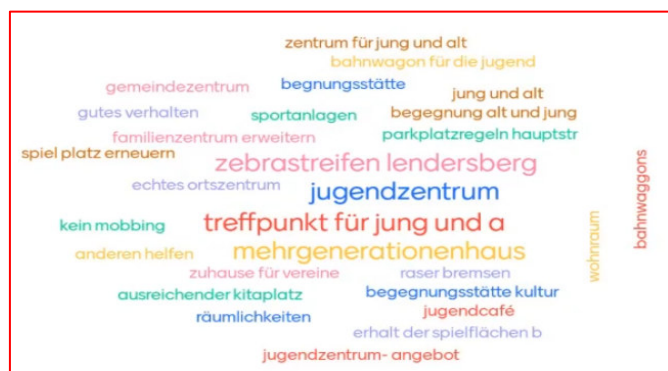 zentrum für jung und alt
bahnwagon für die jugend
gemeindezentrum
begnungsstätte
jung und alt
gutes verhalten
sportanlagen
begegnung alt und jung
familienzentrum erweitern
parkplatzregeln hauptstr
spiel platz erneuern
zebrastreifen lendersberg
echtes ortszentrum
jugendzentrum
bahnwaggons
kein mobbing
treffpunkt für jung und a
wohnraum
anderen helfen
mehrgenerationenhaus
zuhause für vereine
raser bremsen
ausreichender kitaplatz
begegnungsstätte kultur
räumlichkeiten
jugendcafé
erhalt der spielflächen b
jugendzentrum- angebot